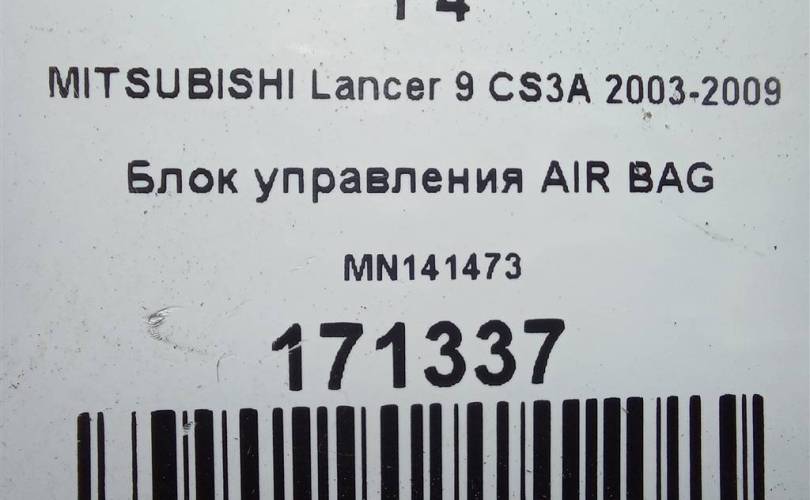 MITSUBISHI Lancer 9 CS3A 2003-2009
Блок управления AIR BAG
MN141473
171337